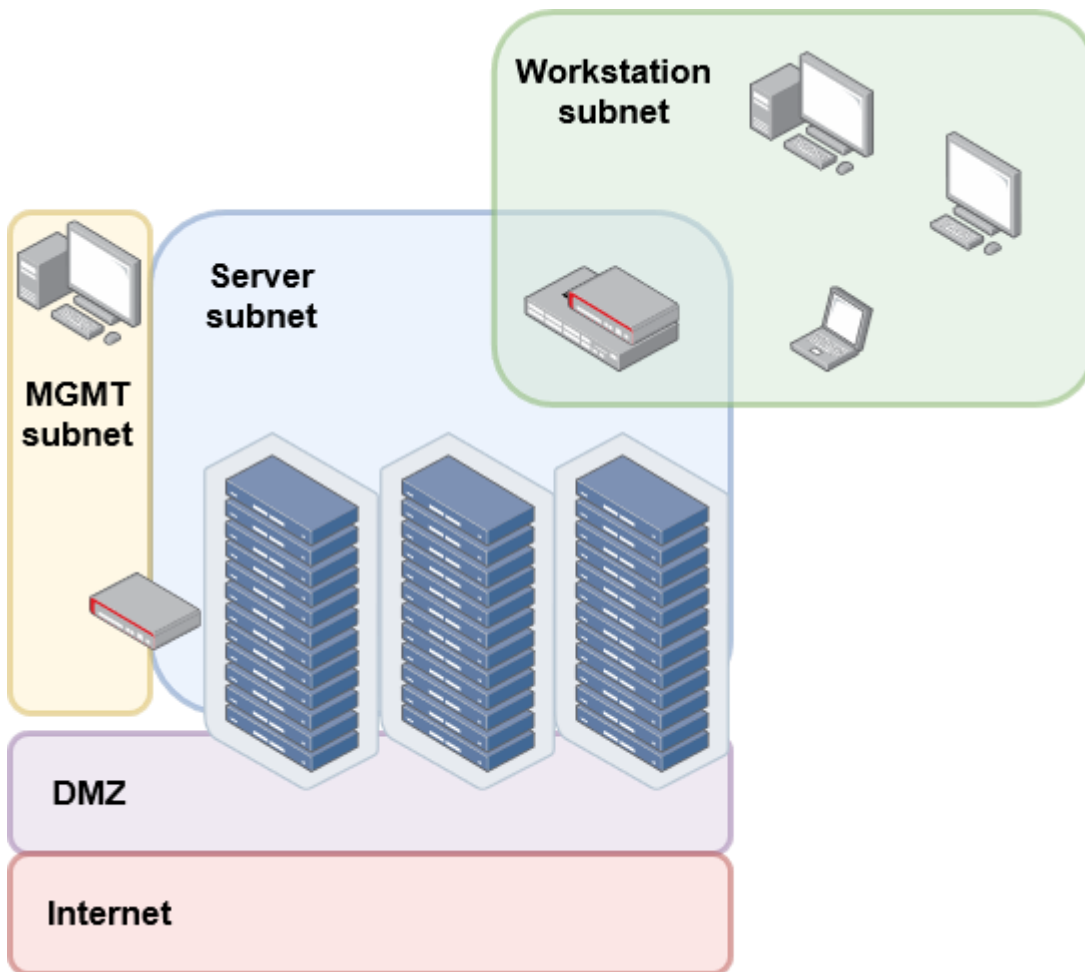 Workstation
subnet
Server
subnet
MGMT
subnet
DMZ
Internet